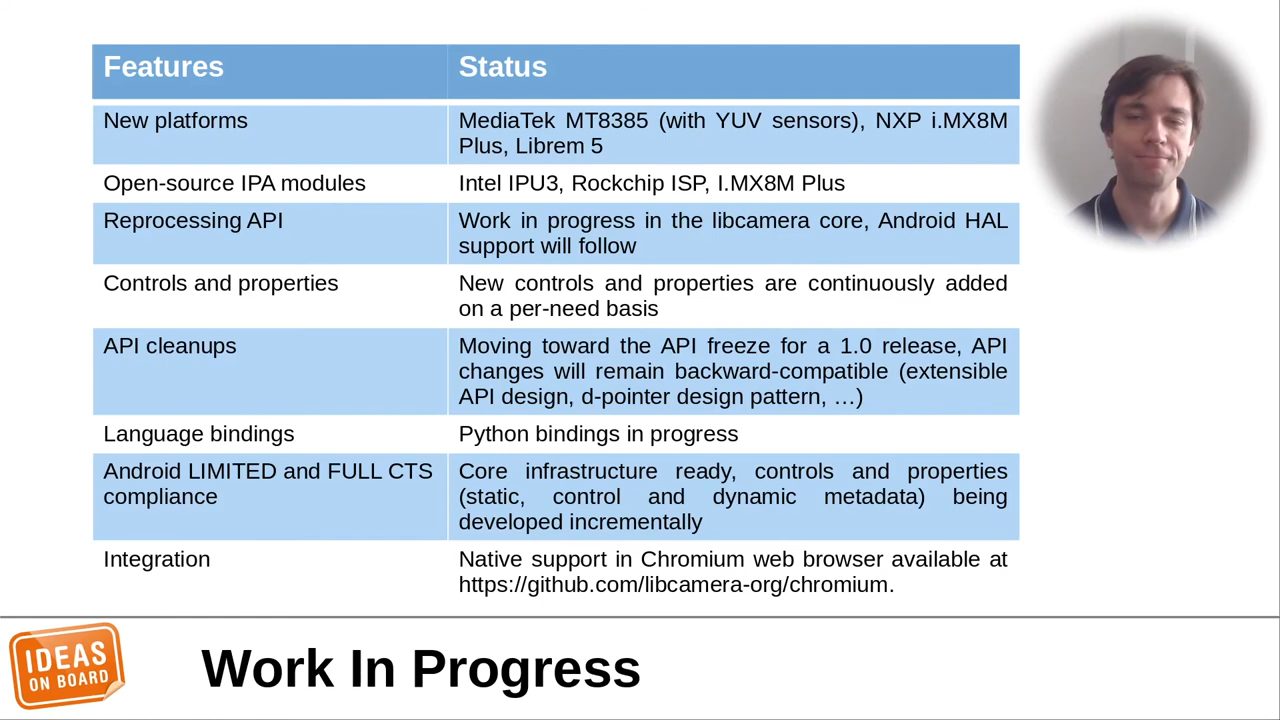 Features
Status
New platforms
MediaTek MT8385 (with YUV sensors), NXP i.MX8M
Plus, Librem 5
Open-source IPA modules
Intel IPU3, Rockchip ISP, I.MX8M Plus
Reprocessing API
Work in progress in the libcamera core, Android HAL
support will follow
Controls and properties
New controls and properties are continuously added
on a per-need basis
API cleanups
Moving toward the API freeze for a 1.0 release, API
changes will remain backward-compatible (extensible
API design, d-pointer design pattern, …)
Language bindings
Python bindings in progress
Android LIMITED and FULL CTS
compliance
Core infrastructure ready, controls and properties
(static, control and dynamic metadata) being
developed incrementally
Integration
Native support in Chromium web browser available at
https://github.com/libcamera-org/chromium.
IDEAS
ON BOARD
Work In Progress